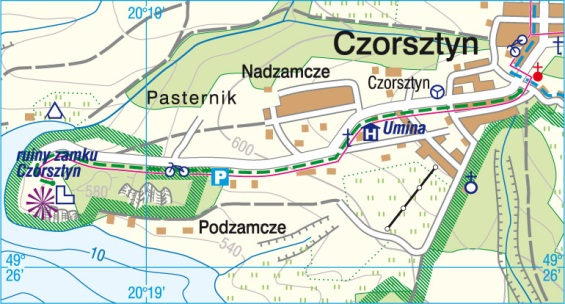 20°19'
Czorsztyn
Nadzamcze
Czorsztyn
Pasternik
H Umina
600
ruiny zamku
Czorsztyn
P
580
Podzamcze
540
10
49°
26'
49°
26'
20°19'